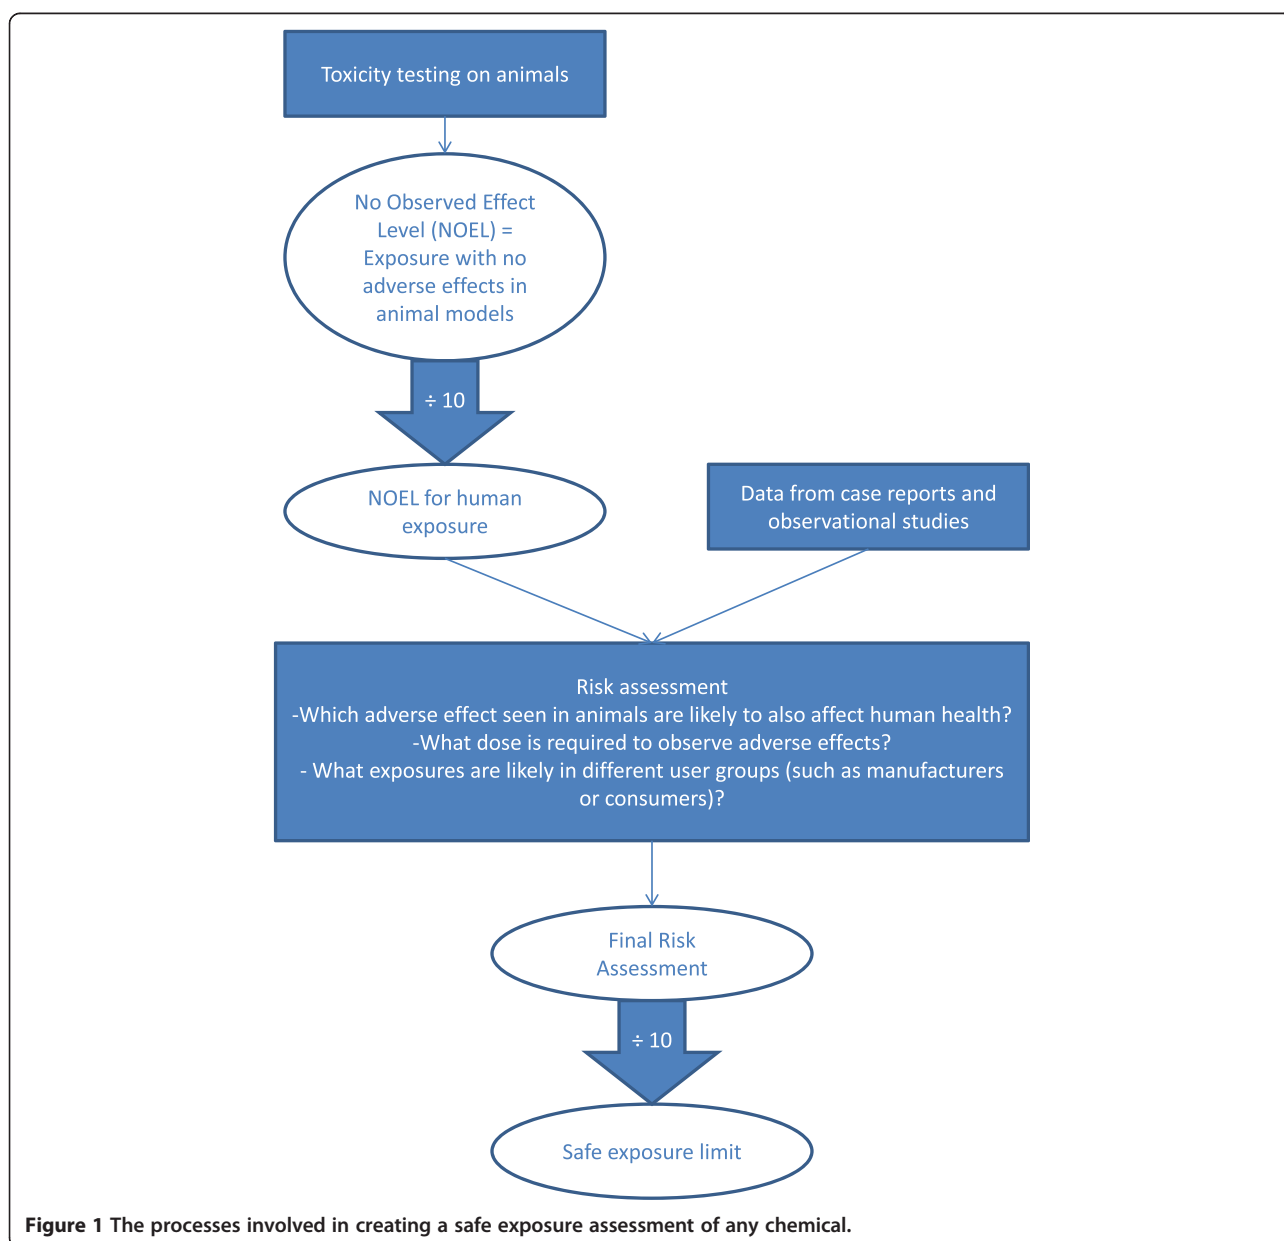 Toxicity testing on animals
No Observed Effect
Level (NOEL) =
Exposure with no
adverse effects in
animal models
÷ 10
NOEL for human
exposure
Data from case reports and
observational studies
Risk assessment
-Which adverse effect seen in animals are likely to also affect human health?
-What dose is required to observe adverse effects?
- What exposures are likely in different user groups (such as manufacturers
or consumers)?
Final Risk
Assessment
÷ 10
Safe exposure limit
Figure 1 The processes involved in creating a safe exposure assessment of any chemical.